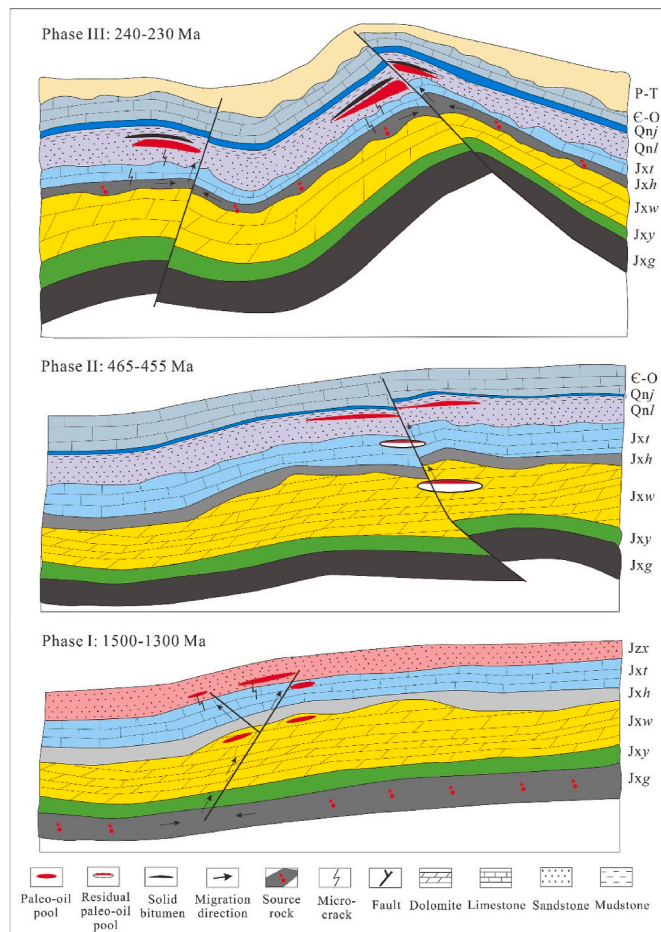 Phase III: 240-230 Ma
P-T
Є-O
Qnj
Qnl
Jxt
Jxh
Jxw
Jxy
Jxg
Phase II: 465-455 Ma
Є-O
Qnj
Qnl
Jxt
Jxh
Jxw
Jxy
Jxg
Phase I: 1500-1300 Ma
Jzx
Jxt
Jxh
Jxw
Jxy
Jxg
Paleo-oil
pool
Residual
paleo-oil
pool
Solid
bitumen
Migration
direction
Source
rock
Micro-
crack
Fault
Dolomite
Limestone
Sandstone
Mudstone